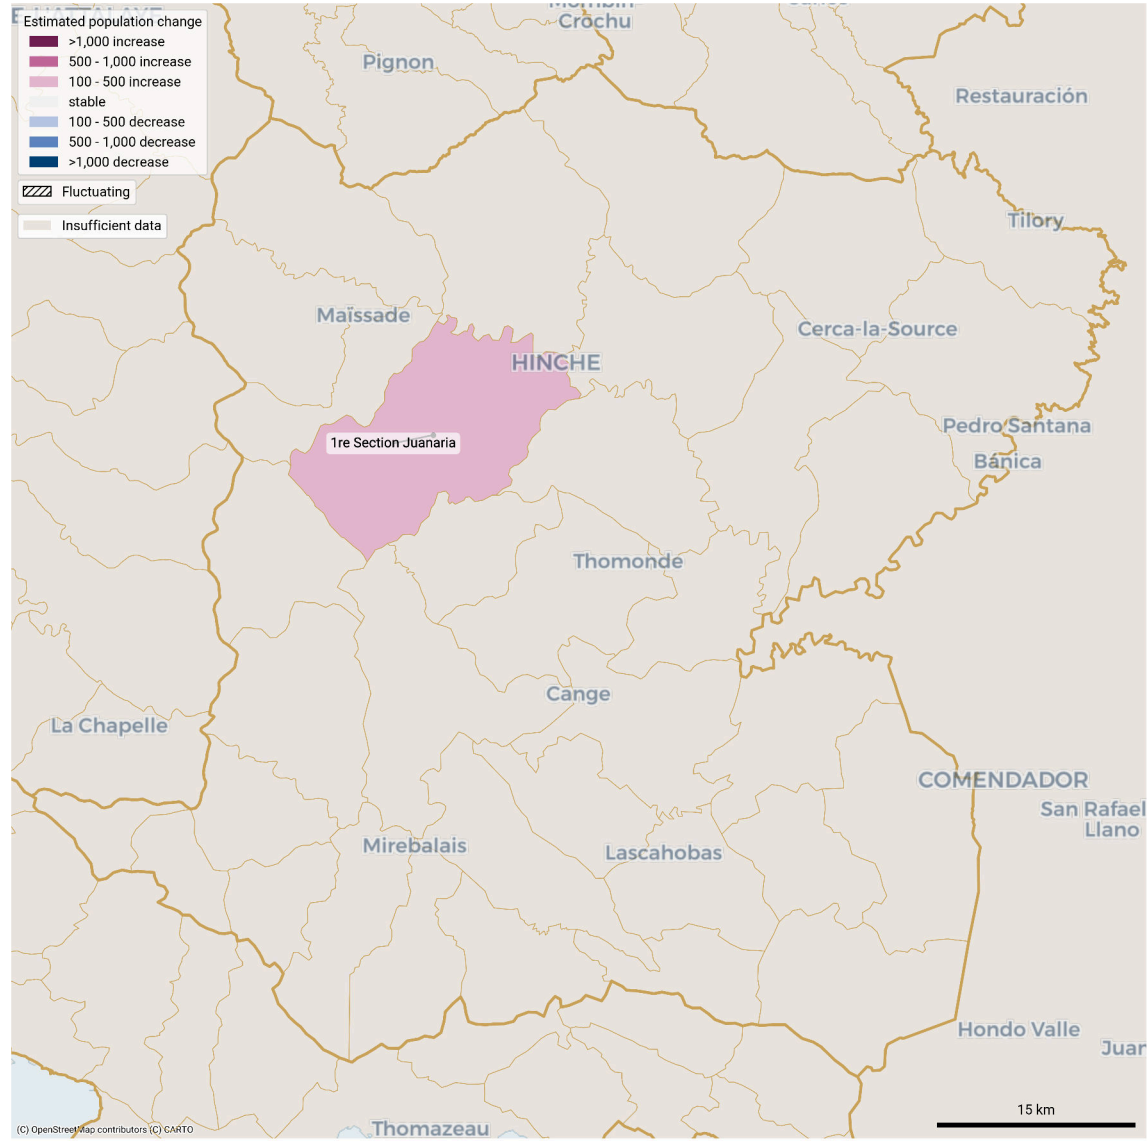 Estimated population change
>1,000 increase
500 - 1,000 increase
100 - 500 increase
stable
100 - 500 decrease
500 - 1,000 decrease
>1,000 decrease
Fluctuating
Insufficient data
Mombin
Crochu
Pignon
Restauración
Tilory
Maïssade
Cerca-la-Source
HINCHE
Pedro Santana
1re Section Juanaria
Bánica
Thomonde
Cange
La Chapelle
COMENDADOR
San Rafael
Llano
Mirebalais
Lascahobas
Hondo Valle
Juan
15 km
Thomazeau
(C) OpenStreetMap contributors (C) CARTO